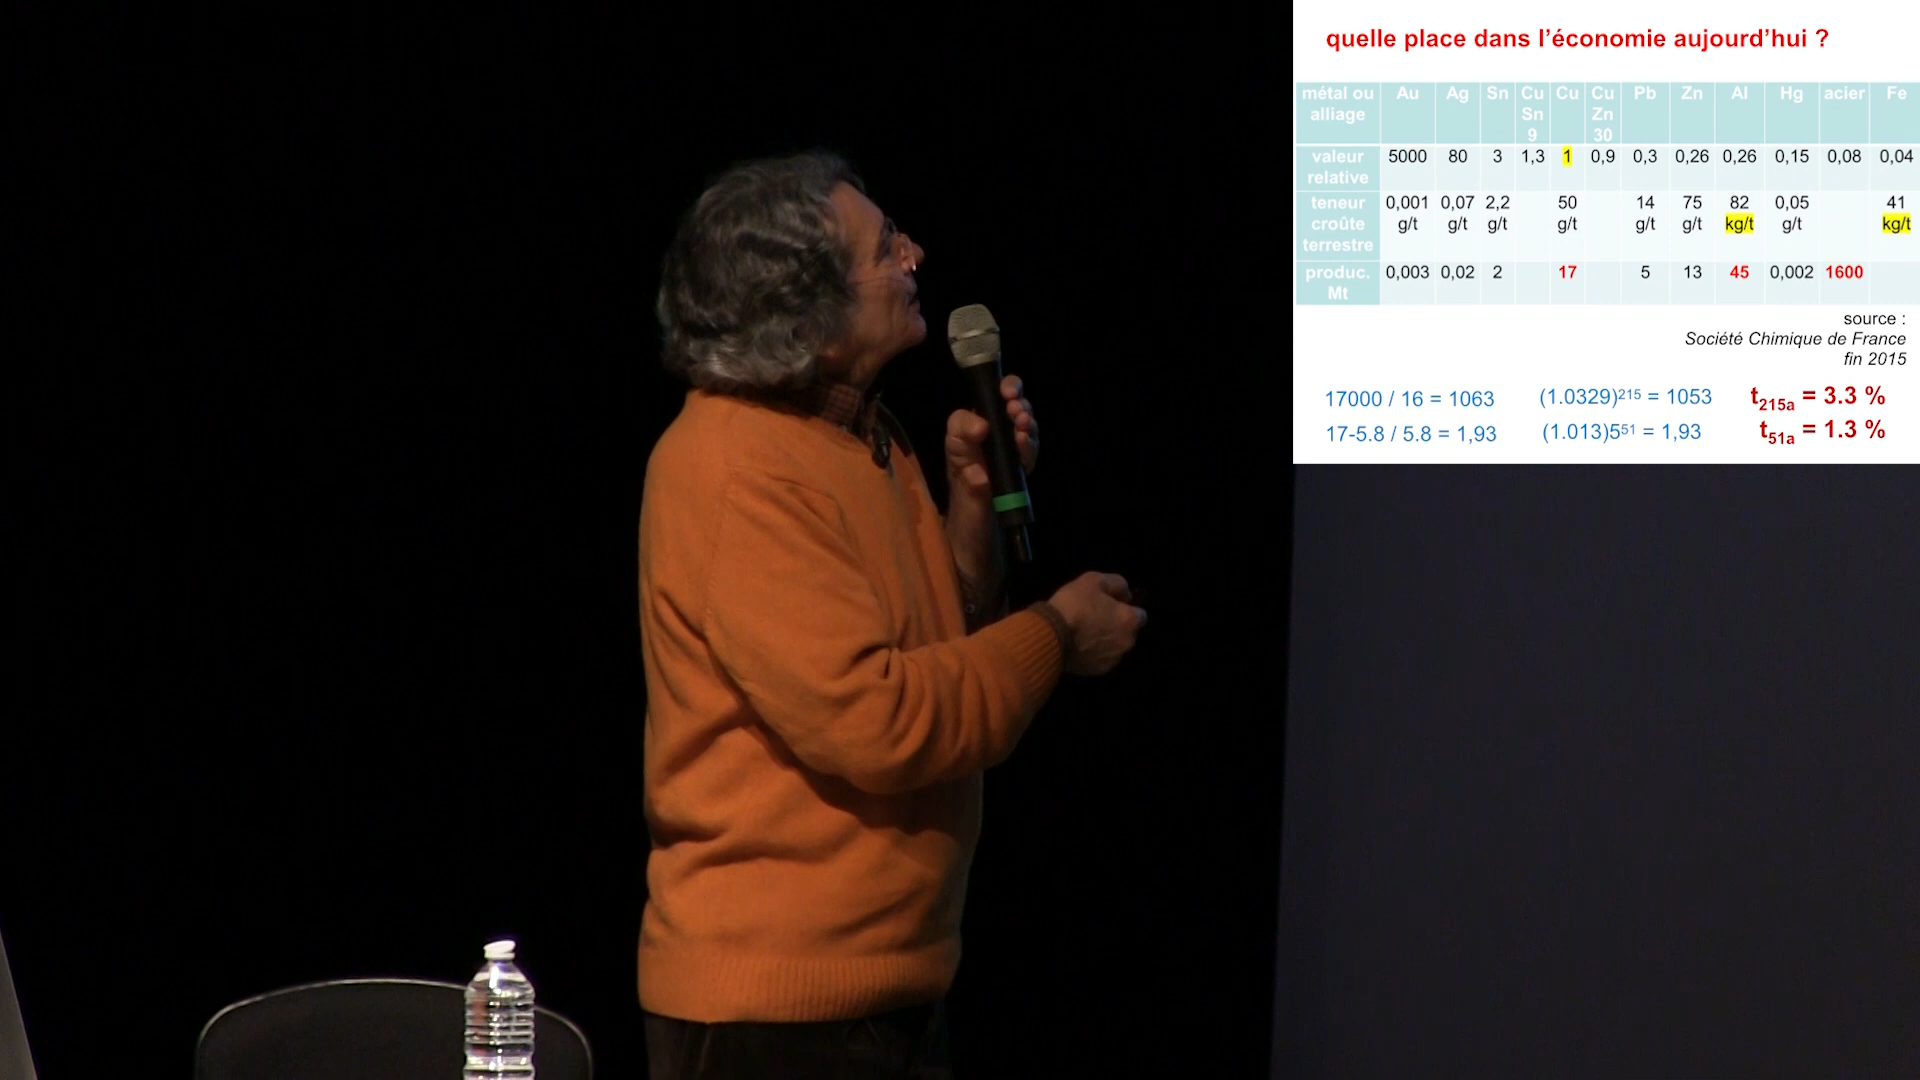 quelle place dans l’économie aujourd’hui ?
métal ou alliage Au Ag Sn Cu Sn 9 Cu Cu Zn 30 Pb Zn Al Hg acier Fe
valeur relative 5000 80 3 1,3 1 0,9 0,3 0,26 0,26 0,15 0,08 0,04
teneur croûte terrestre 0,001 g/t 0,07 g/t 2,2 g/t 50 g/t 14 g/t 75 g/t 82 kg/t 0,05 g/t 41 kg/t
produc. Mt 0,003 0,02 2 17 5 13 45 0,002 1600
source :
Société Chimique de France
fin 2015
17000 / 16 = 1063 (1.0329)215 = 1053 t215a = 3.3 %
17-5.8 / 5.8 = 1,93 (1.013)551 = 1,93 t51a = 1.3 %